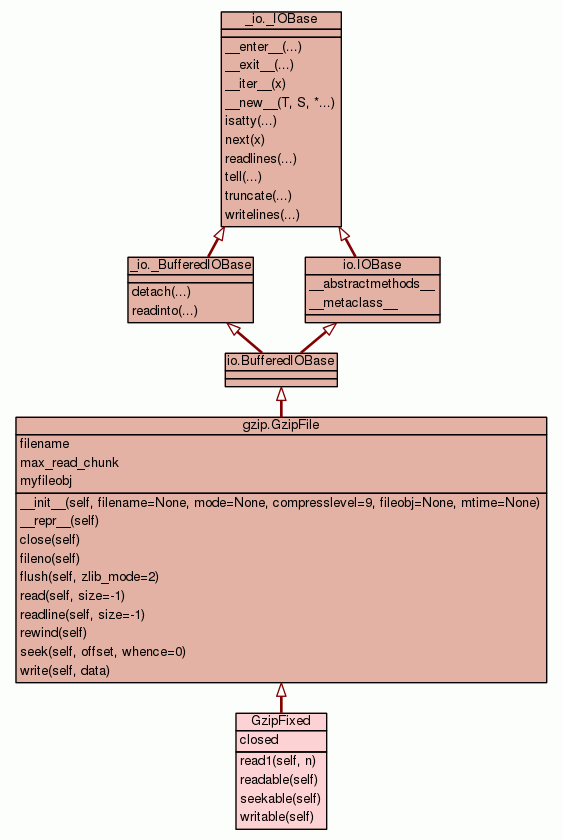 _io._IOBase
__enter__(...)
__exit__(...)
__iter__(x)
__new__(T, S, *...)
isatty(...)
next(x)
readlines(...)
tell(...)
truncate(...)
writelines(...)
_io._BufferedIOBase
detach(...)
readinto(...)
io.IOBase
__abstractmethods__
__metaclass__
io.BufferedIOBase
gzip.GzipFile
filename
max_read_chunk
myfileobj
__init__(self, filename=None, mode=None, compresslevel=9, fileobj=None, mtime=None)
__repr__(self)
close(self)
fileno(self)
flush(self, zlib_mode=2)
read(self, size=-1)
readline(self, size=-1)
rewind(self)
seek(self, offset, whence=0)
write(self, data)
GzipFixed
closed
read1(self, n)
readable(self)
seekable(self)
writable(self)